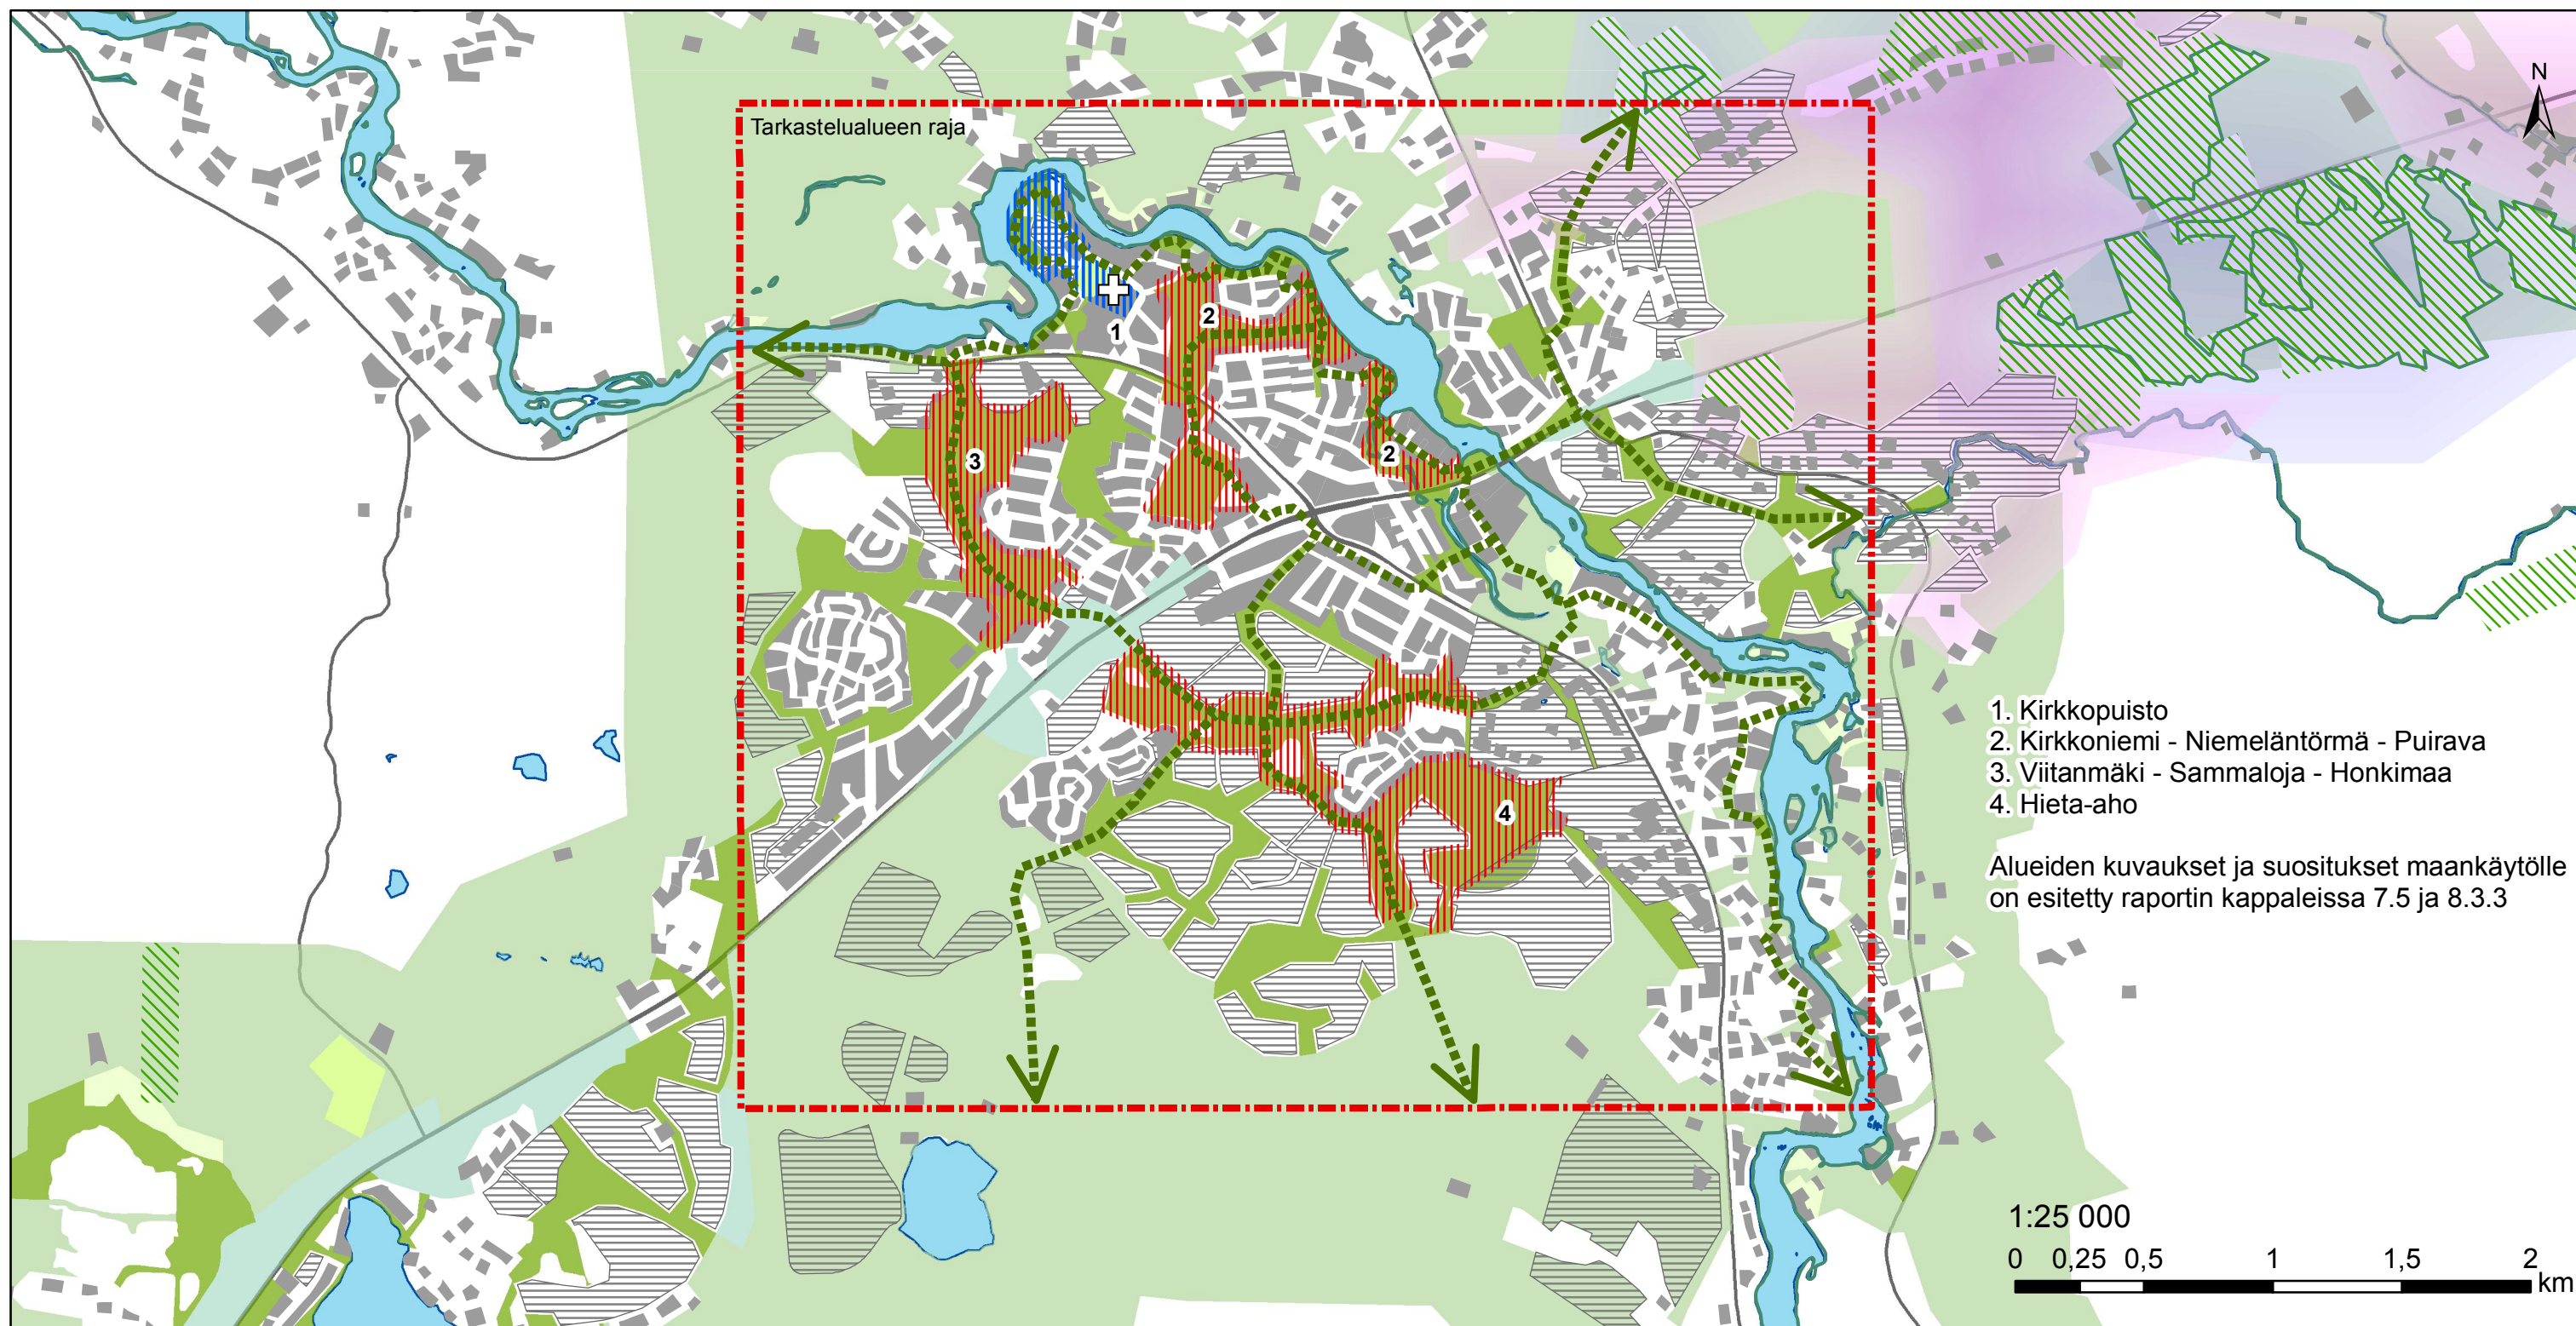 N
Tarkastelualueen raja
1
2
3
2
4
1. Kirkkopuisto
2. Kirkkoniemi - Niemeläntörmä - Puirava
3. Viitanmäki - Sammaloja - Honkimaa
4. Hieta-aho
Alueiden kuvaukset ja suositukset maankäytölle
on esitetty raportin kappaleissa 7.5 ja 8.3.3
1:25 000
0 0,25 0,5 1 1,5 2
km